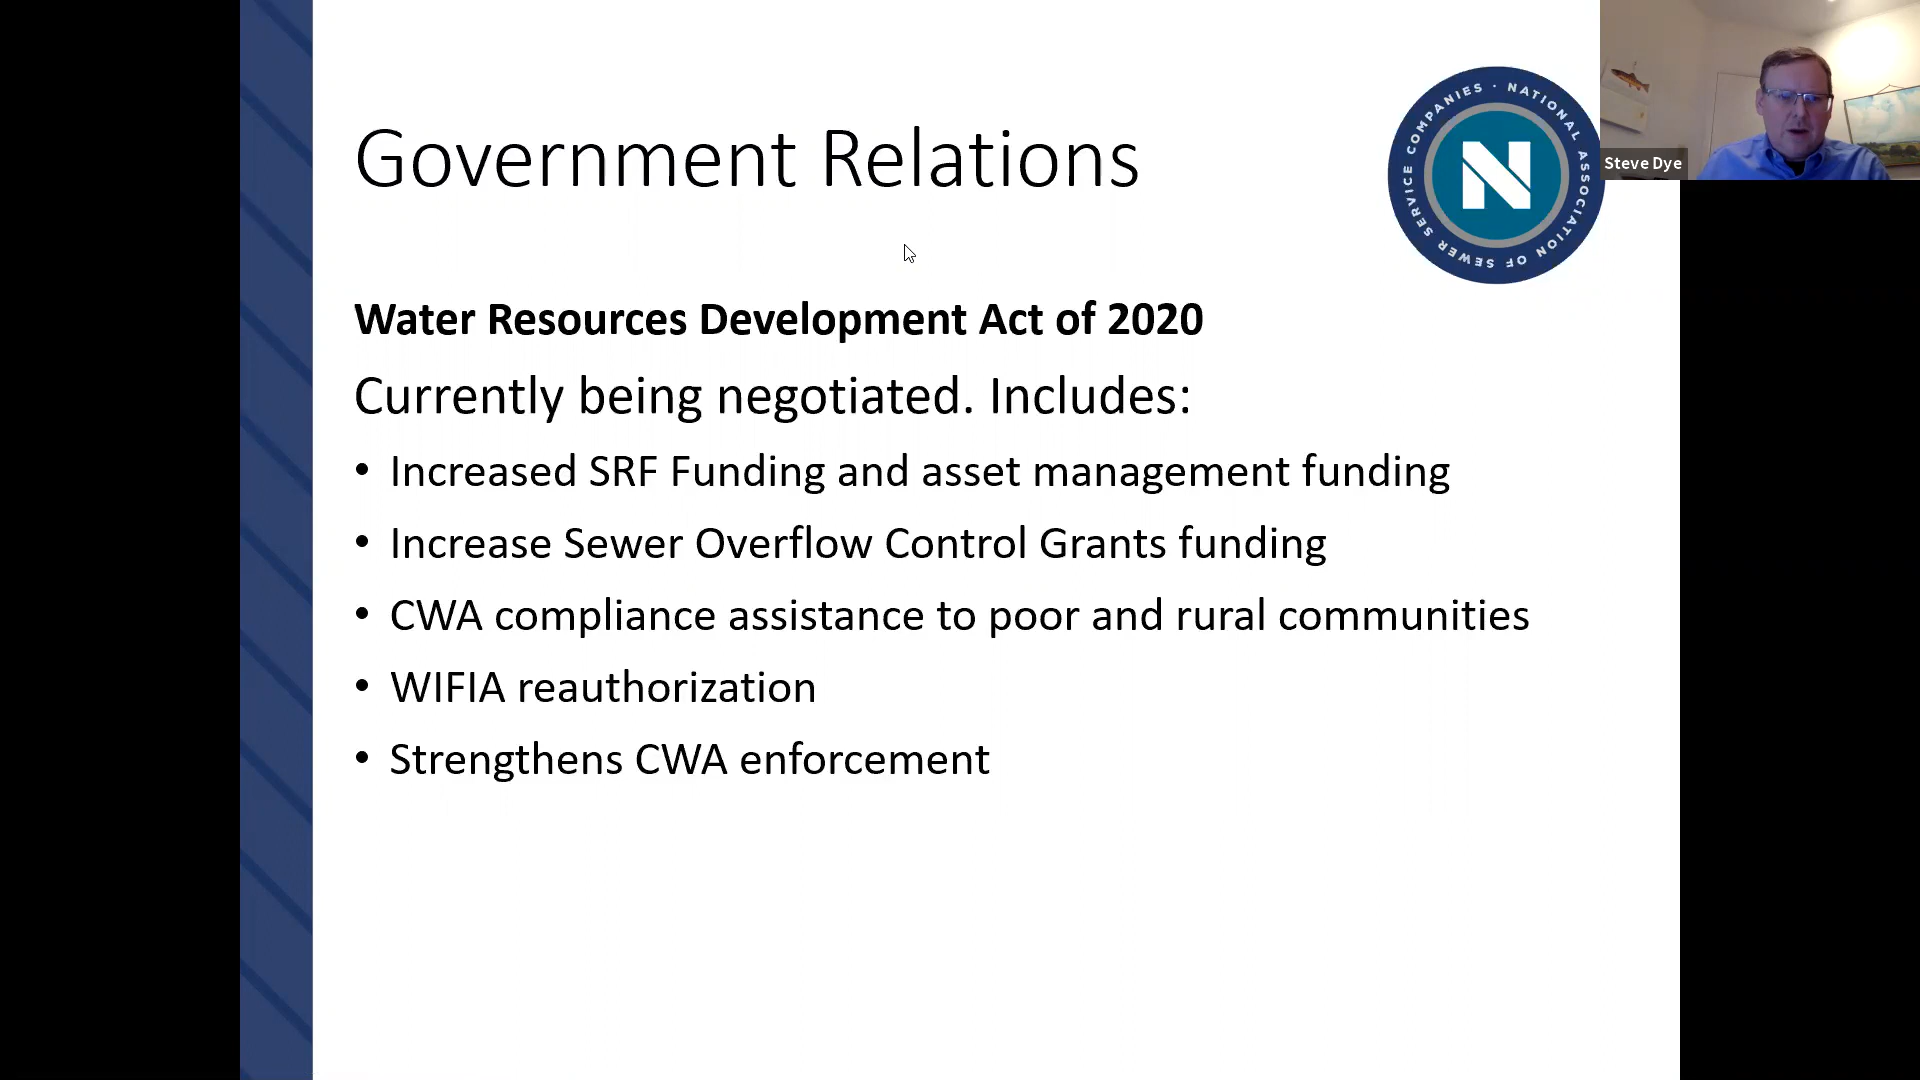 Government Relations
NATIONAL ASSOCIATION OF SEWER SERVICE COMPANIES ·
N
Steve Dye
Water Resources Development Act of 2020
Currently being negotiated. Includes:
• Increased SRF Funding and asset management funding
• Increase Sewer Overflow Control Grants funding
• CWA compliance assistance to poor and rural communities
• WIFIA reauthorization
• Strengthens CWA enforcement